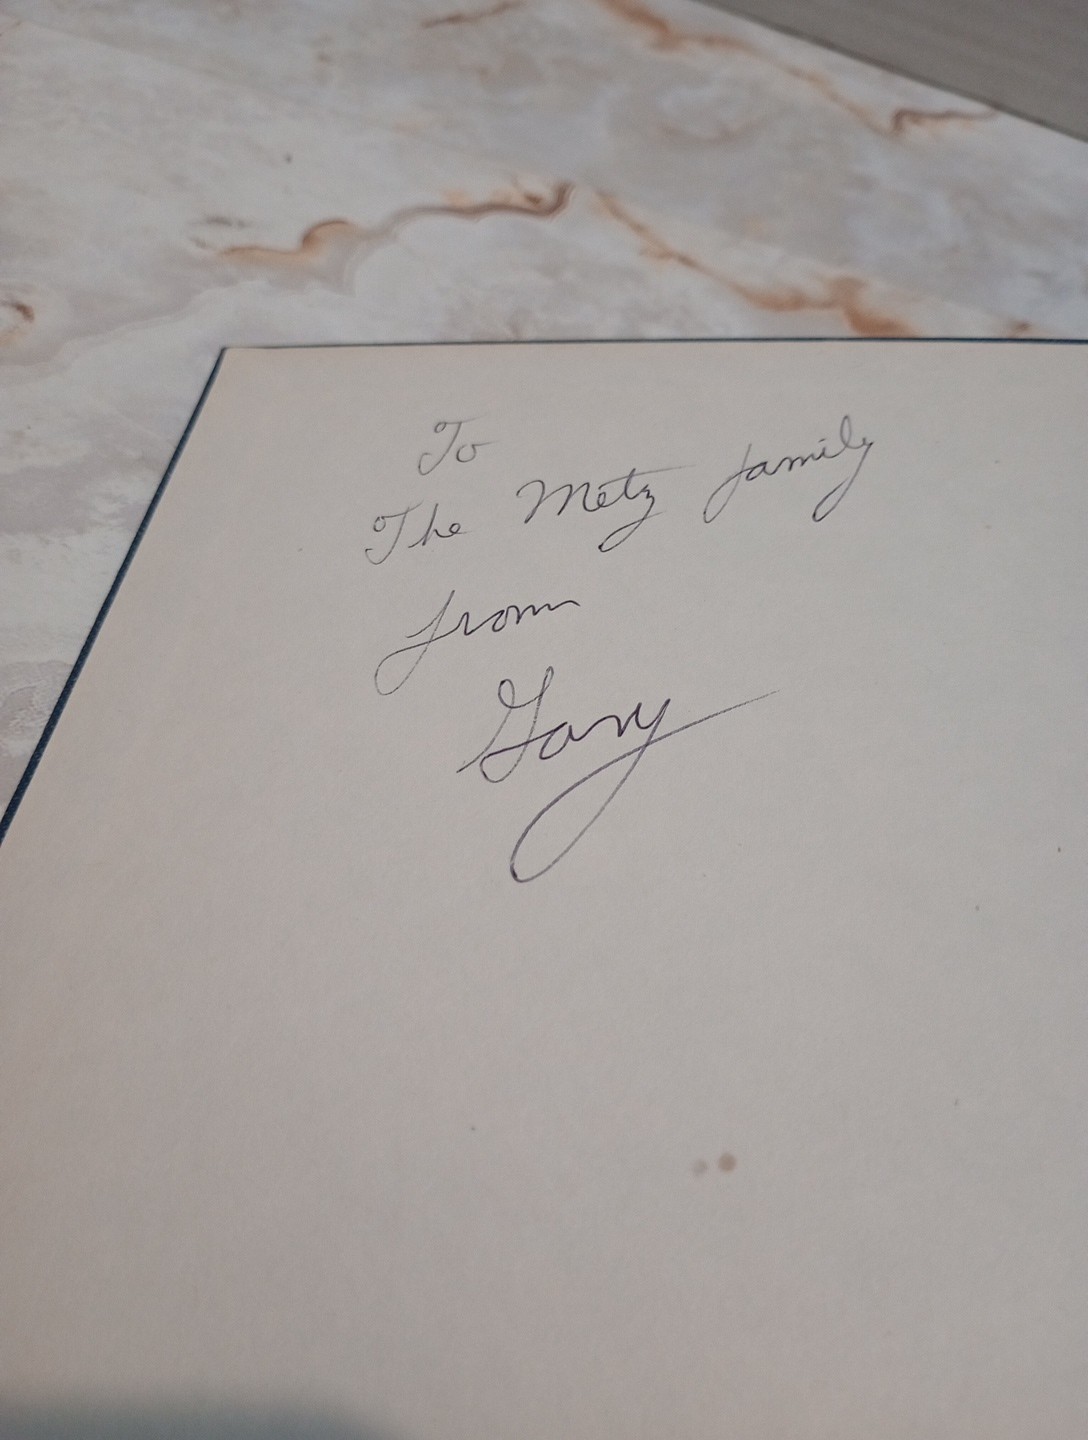 To
The Metz family
from
Gary